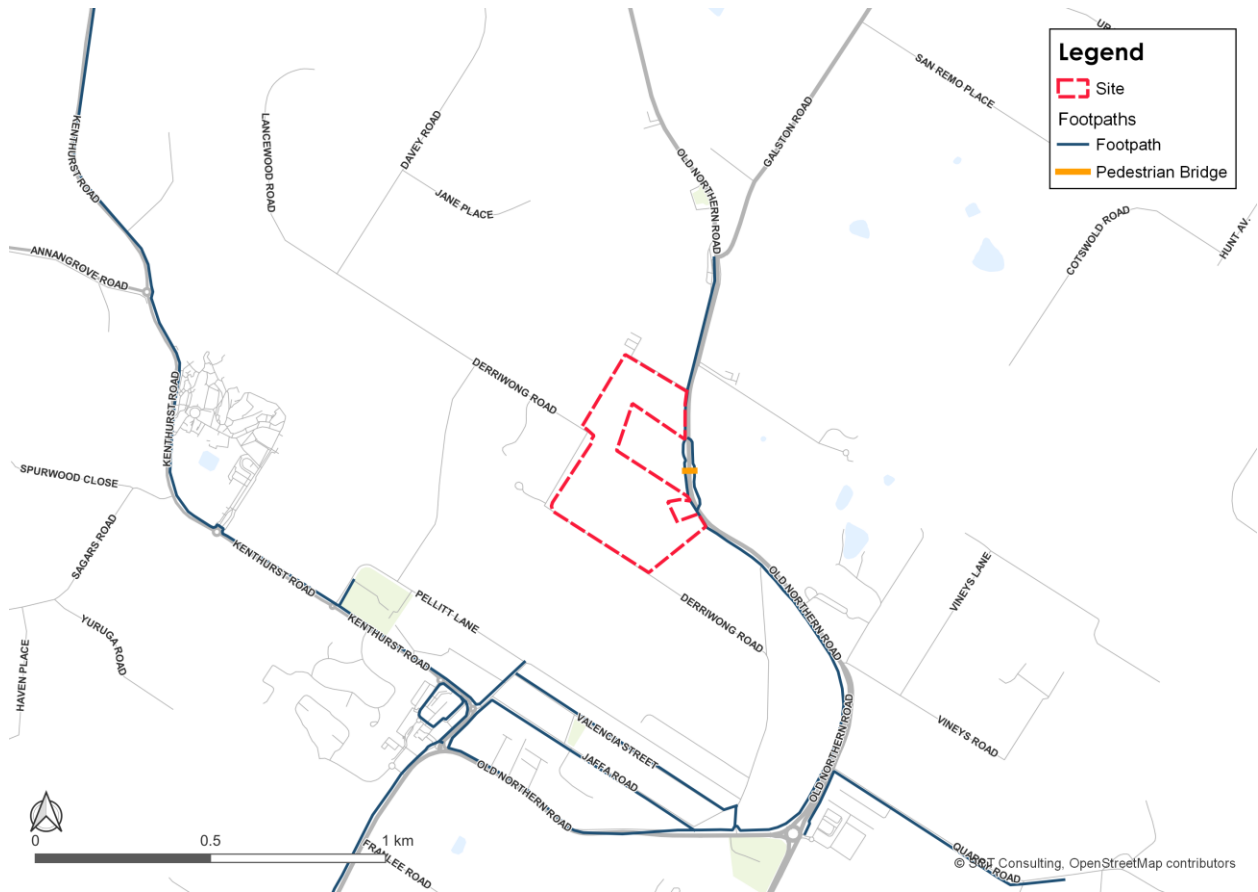 Legend
Site
Footpaths
Footpath
Pedestrian Bridge
SAN REMO PLACE
GALSTON ROAD
OLD NORTHERN ROAD
COTSWOLD ROAD
HUNT AV.
KENTHURST ROAD
LANCEWOOD ROAD
DAVEY ROAD
JANE PLACE
ANNANGROVE ROAD
DERRIWONG ROAD
KENTHURST ROAD
SPURWOOD CLOSE
SAGARS ROAD
KENTHURST ROAD
PELLITT LANE
YURUGA ROAD
HAVEN PLACE
KENTHURST ROAD
DERRIWONG ROAD
OLD NORTHERN ROAD
VINEYS LANE
VINEYS ROAD
VALENCIA STREET
JAFFA ROAD
OLD NORTHERN ROAD
OLD NORTHERN ROAD
QUARRY ROAD
FRANLEE ROAD
0
0.5
1 km
© SCT Consulting, OpenStreetMap contributors